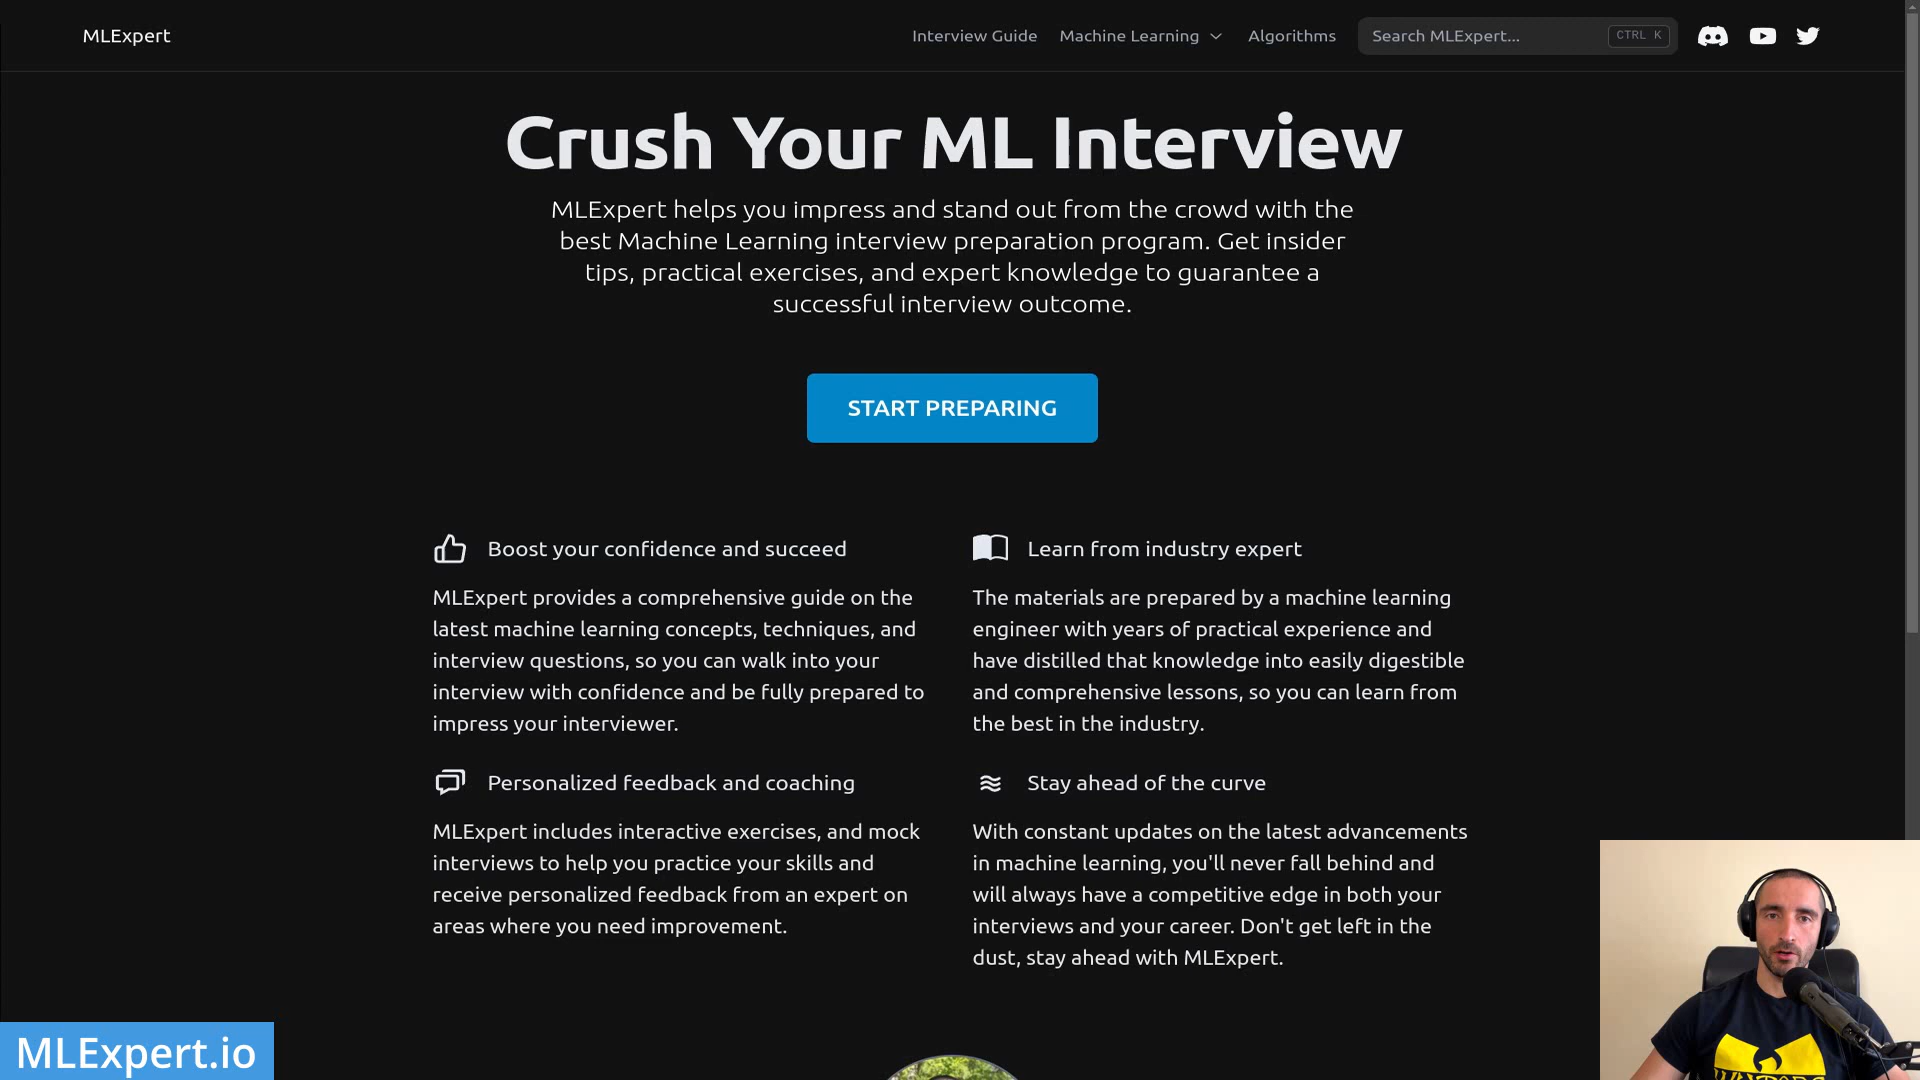 MLExpert
Interview Guide
Machine Learning
Algorithms
Search MLExpert...
CTRL K
Crush Your ML Interview
MLExpert helps you impress and stand out from the crowd with the
best Machine Learning interview preparation program. Get insider
tips, practical exercises, and expert knowledge to guarantee a
successful interview outcome.
START PREPARING
Boost your confidence and succeed
MLExpert provides a comprehensive guide on the
latest machine learning concepts, techniques, and
interview questions, so you can walk into your
interview with confidence and be fully prepared to
impress your interviewer.
Learn from industry expert
The materials are prepared by a machine learning
engineer with years of practical experience and
have distilled that knowledge into easily digestible
and comprehensive lessons, so you can learn from
the best in the industry.
Personalized feedback and coaching
MLExpert includes interactive exercises, and mock
interviews to help you practice your skills and
receive personalized feedback from an expert on
areas where you need improvement.
Stay ahead of the curve
With constant updates on the latest advancements
in machine learning, you'll never fall behind and
will always have a competitive edge in both your
interviews and your career. Don't get left in the
dust, stay ahead with MLExpert.
MLExpert.io